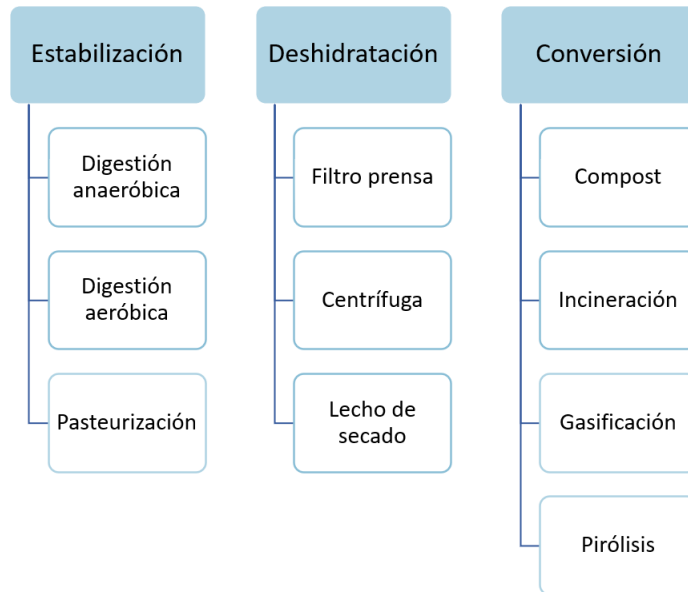 Estabilización
Digestión
anaeróbica
Digestión
aeróbica
Pasteurización
Deshidratación
Filtro prensa
Centrífuga
Lecho de
secado
Conversión
Compost
Incineración
Gasificación
Pirólisis